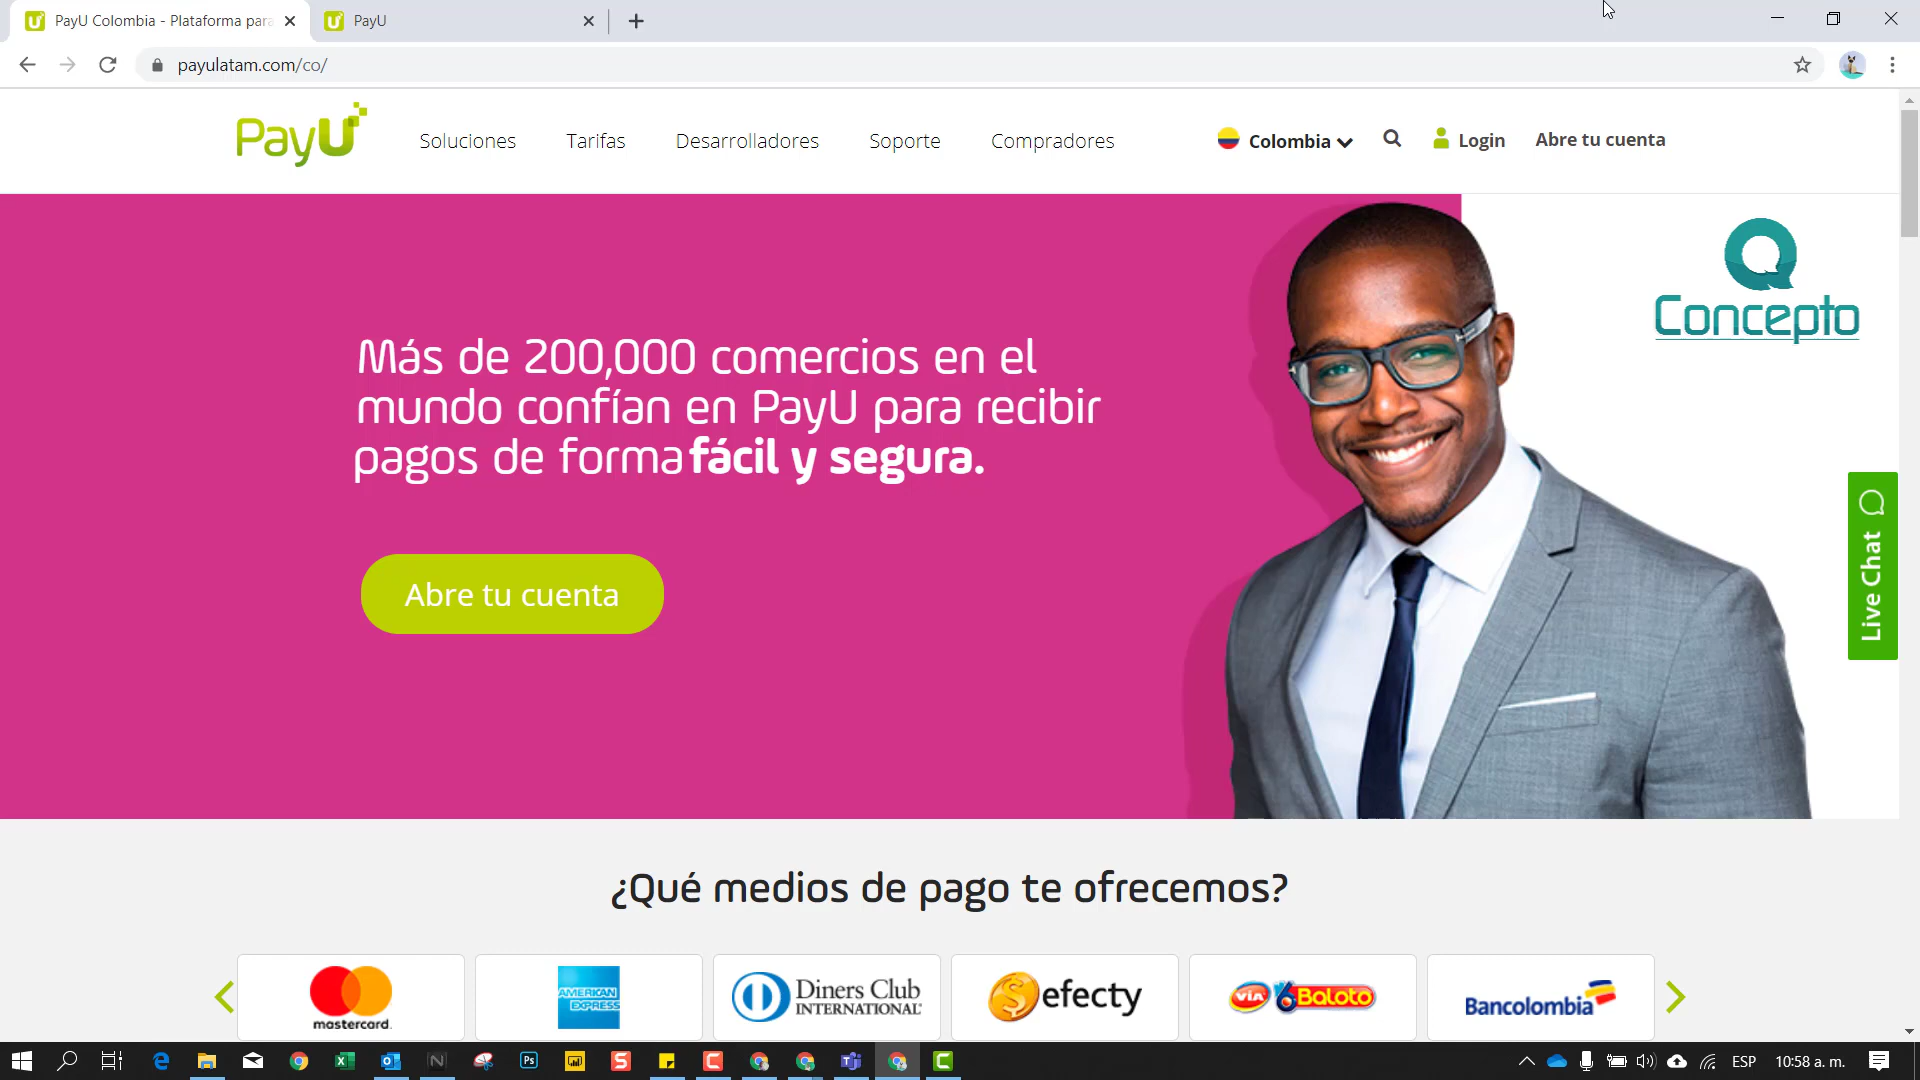 PayU Colombia - Plataforma para
PayU
payulatam.com/co/
PayU
Soluciones
Tarifas
Desarrolladores
Soporte
Compradores
Colombia
Login
Abre tu cuenta
Concepto
Más de 200,000 comercios en el
mundo confían en PayU para recibir
pagos de forma fácil y segura.
Abre tu cuenta
Live Chat
¿Qué medios de pago te ofrecemos?
mastercard.
AMERICAN
EXPRESS
Diners Club
INTERNATIONAL
efecty
VIA Baloto
Bancolombia
ESP
10:58 a. m.